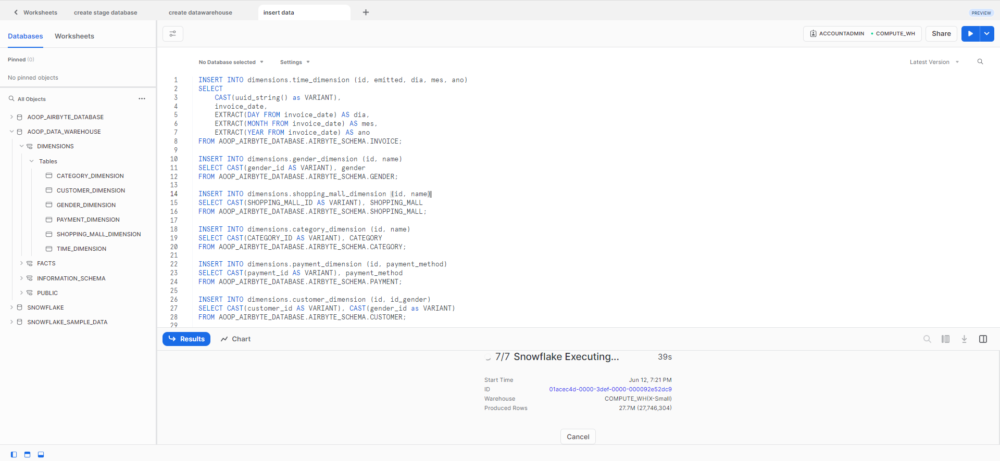 Worksheets
create stage database
create datawarehouse
insert data
PREVIEW
Databases
Worksheets
ACCOUNTADMIN
COMPUTE_WH
Share
Pinned (0)
No pinned objects
All Objects
AOOP_AIRBYTE_DATABASE
AOOP_DATA_WAREHOUSE
DIMENSIONS
Tables
CATEGORY_DIMENSION
CUSTOMER_DIMENSION
GENDER_DIMENSION
PAYMENT_DIMENSION
SHOPPING_MALL_DIMENSION
TIME_DIMENSION
FACTS
INFORMATION_SCHEMA
PUBLIC
SNOWFLAKE
SNOWFLAKE_SAMPLE_DATA
No Database selected
Settings
Latest Version
1 INSERT INTO dimensions.time_dimension (id, emitted, dia, mes, ano)
2 SELECT
3 CAST(uuid_string() as VARIANT),
4 invoice_date,
5 EXTRACT(DAY FROM invoice_date) AS dia,
6 EXTRACT(MONTH FROM invoice_date) AS mes,
7 EXTRACT(YEAR FROM invoice_date) AS ano
8 FROM AOOP_AIRBYTE_DATABASE.AIRBYTE_SCHEMA.INVOICE;
9
10 INSERT INTO dimensions.gender_dimension (id, name)
11 SELECT CAST(gender_id AS VARIANT), gender
12 FROM AOOP_AIRBYTE_DATABASE.AIRBYTE_SCHEMA.GENDER;
13
14 INSERT INTO dimensions.shopping_mall_dimension (id, name)
15 SELECT CAST(SHOPPING_MALL_ID AS VARIANT), SHOPPING_MALL
16 FROM AOOP_AIRBYTE_DATABASE.AIRBYTE_SCHEMA.SHOPPING_MALL;
17
18 INSERT INTO dimensions.category_dimension (id, name)
19 SELECT CAST(CATEGORY_ID AS VARIANT), CATEGORY
20 FROM AOOP_AIRBYTE_DATABASE.AIRBYTE_SCHEMA.CATEGORY;
21
22 INSERT INTO dimensions.payment_dimension (id, payment_method)
23 SELECT CAST(payment_id AS VARIANT), payment_method
24 FROM AOOP_AIRBYTE_DATABASE.AIRBYTE_SCHEMA.PAYMENT;
25
26 INSERT INTO dimensions.customer_dimension (id, id_gender)
27 SELECT CAST(customer_id AS VARIANT), CAST(gender_id as VARIANT)
28 FROM AOOP_AIRBYTE_DATABASE.AIRBYTE_SCHEMA.CUSTOMER;
29
Results
Chart
7/7 Snowflake Executing... 39s
Start Time Jun 12, 7:21 PM
ID 01acec4d-0000-3def-0000-000092e52dc9
Warehouse COMPUTE_WH(X-Small)
Produced Rows 27.7M (27,746,304)
Cancel